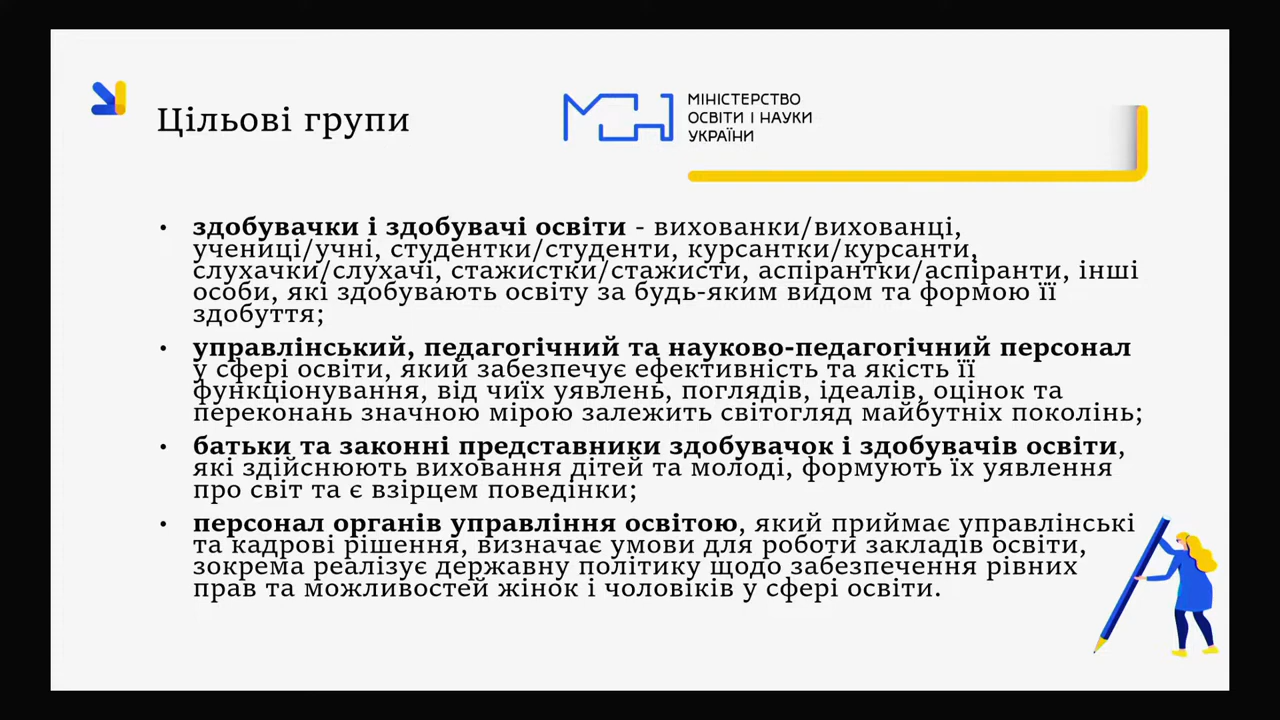 Цільові групи
МІНІСТЕРСТВО
ОСВІТИ І НАУКИ
УКРАЇНИ
• здобувачки і здобувачі освіти - вихованки/вихованці,
учениці/учні, студентки/студенти, курсантки/курсанти,
слухачки/слухачі, стажистки/стажисти, аспірантки/аспіранти, інші
особи, які здобувають освіту за будь-яким видом та формою її
здобуття;
• управлінський, педагогічний та науково-педагогічний персонал
у сфері освіти, який забезпечує ефективність та якість її
функціонування, від чиїх уявлень, поглядів, ідеалів, оцінок та
переконань значною мірою залежить світогляд майбутніх поколінь;
• батьки та законні представники здобувачок і здобувачів освіти,
які здійснюють виховання дітей та молоді, формують їх уявлення
про світ та є взірцем поведінки;
• персонал органів управління освітою, який приймає управлінські
та кадрові рішення, визначає умови для роботи закладів освіти,
зокрема реалізує державну політику щодо забезпечення рівних
прав та можливостей жінок і чоловіків у сфері освіти.